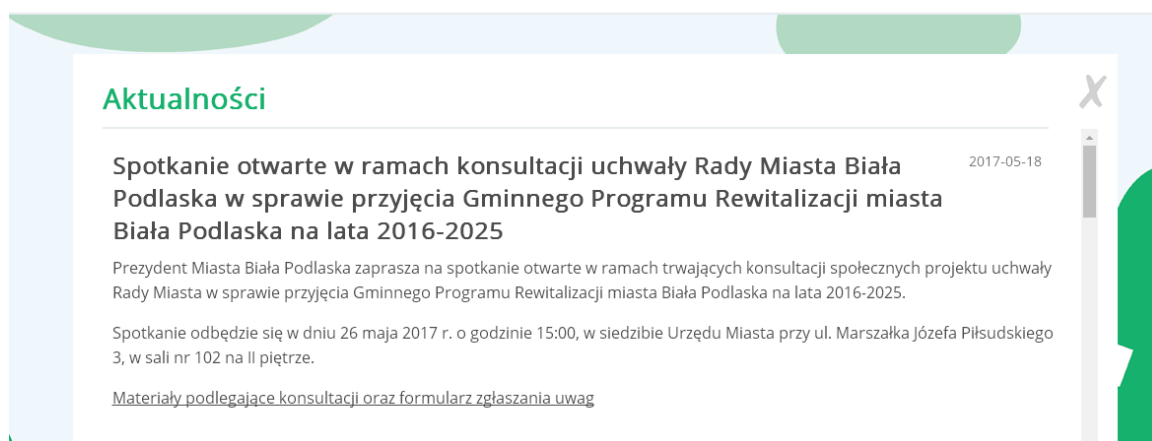 Aktualności
Spotkanie otwarte w ramach konsultacji uchwały Rady Miasta Biała
2017-05-18
Podlaska w sprawie przyjęcia Gminnego Programu Rewitalizacji miasta
Biała Podlaska na lata 2016-2025
Prezydent Miasta Biała Podlaska zaprasza na spotkanie otwarte w ramach trwających konsultacji społecznych projektu uchwały
Rady Miasta w sprawie przyjęcia Gminnego Programu Rewitalizacji miasta Biała Podlaska na lata 2016-2025.
Spotkanie odbędzie się w dniu 26 maja 2017 r. o godzinie 15:00, w siedzibie Urzędu Miasta przy ul. Marszałka Józefa Piłsudskiego
3, w sali nr 102 na II piętrze.
Materiały podlegające konsultacji oraz formularz zgłaszania uwag